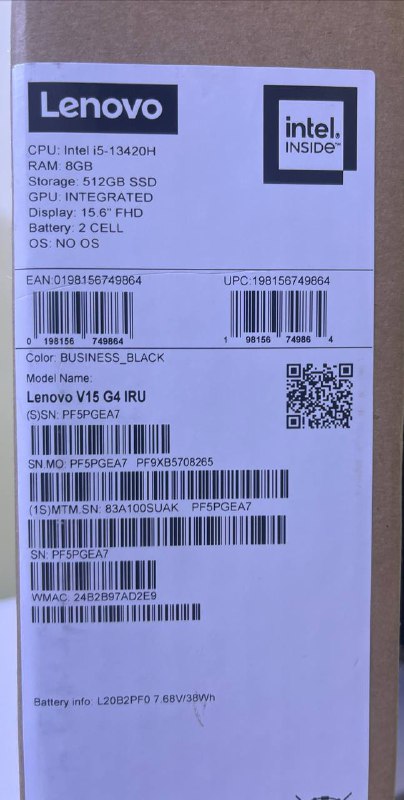 Lenovo
intel.
INSIDE™
CPU: Intel i5-13420H
RAM: 8GB
Storage: 512GB SSD
GPU: INTEGRATED
Display: 15.6" FHD
Battery: 2 CELL
OS: NO OS
EAN:0198156749864 UPC:198156749864
0 198156 749864 1 98156 74986 4
Color: BUSINESS_BLACK
Model Name:
Lenovo V15 G4 IRU
(S)SN: PF5PGEA7
SN.MO: PF5PGEA7 PF9XB5708265
(1S)MTM.SN: 83A100SUAK PF5PGEA7
SN: PF5PGEA7
WMAC: 24B2B97AD2E9
Battery info: L20B2PF0 7.68V/38Wh